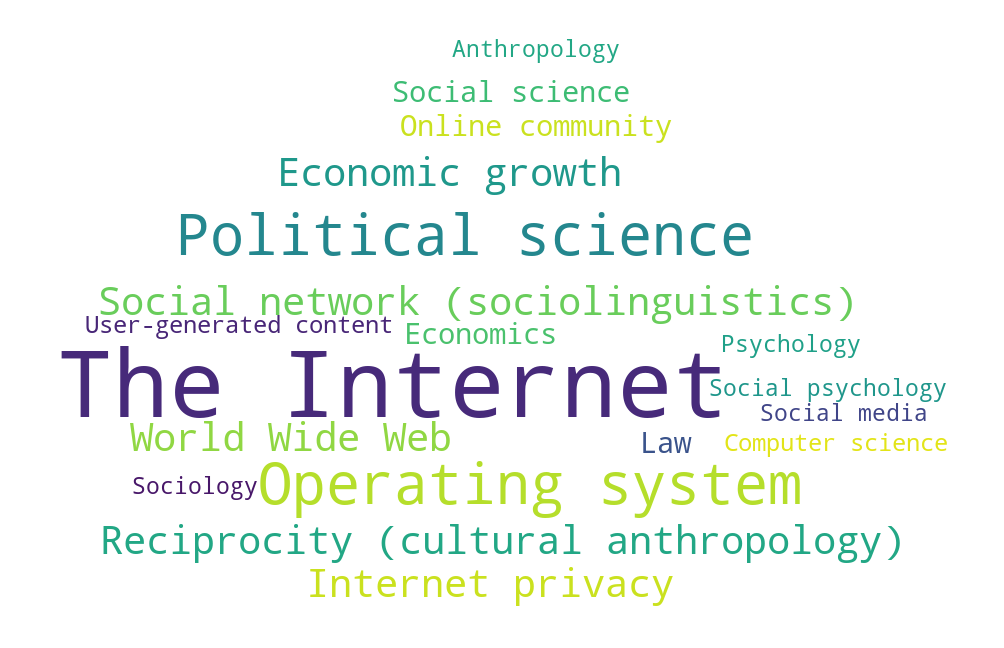 Anthropology
Social science
Online community
Economic growth
Political science
Social network (sociolinguistics)
User-generated content
Economics
Psychology
The Internet
Social psychology
Social media
World Wide Web
Law
Computer science
Sociology
Operating system
Reciprocity (cultural anthropology)
Internet privacy